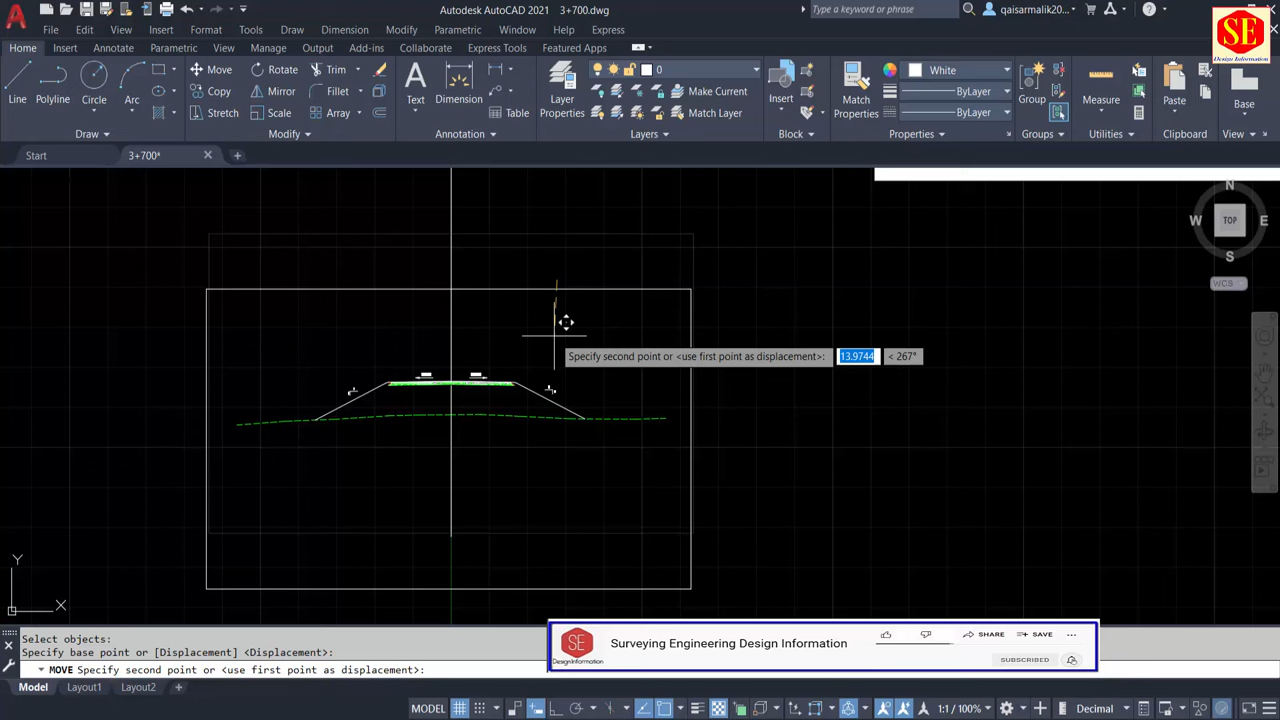 Autodesk AutoCAD 2021 3+700.dwg
Type a keyword or phrase
qaisarmalik20...
SE
Design Information
File Edit View Insert Format Tools Draw Dimension Modify Parametric Window Help Express
Home Insert Annotate Parametric View Manage Output Add-ins Collaborate Express Tools Featured Apps
Line Polyline Circle Arc
Move Rotate Trim
Copy Mirror Fillet
Stretch Scale Array
Text Dimension Table
Layer Properties
0
Make Current
Match Layer
Insert
Match Properties
White
ByLayer
ByLayer
Group
Measure
Paste
Base
Draw Modify Annotation Layers Block Properties Groups Utilities Clipboard View
Start 3+700*
N
W TOP E
S
WCS
Specify second point or <use first point as displacement>: 13.9744 < 267°
Y
X
Select objects:
Specify base point or [Displacement] <Displacement>:
MOVE Specify second point or <use first point as displacement>:
SE
Design Information
Surveying Engineering Design Information
SHARE SAVE
SUBSCRIBED
Model Layout1 Layout2
MODEL 1:1 / 100% Decimal